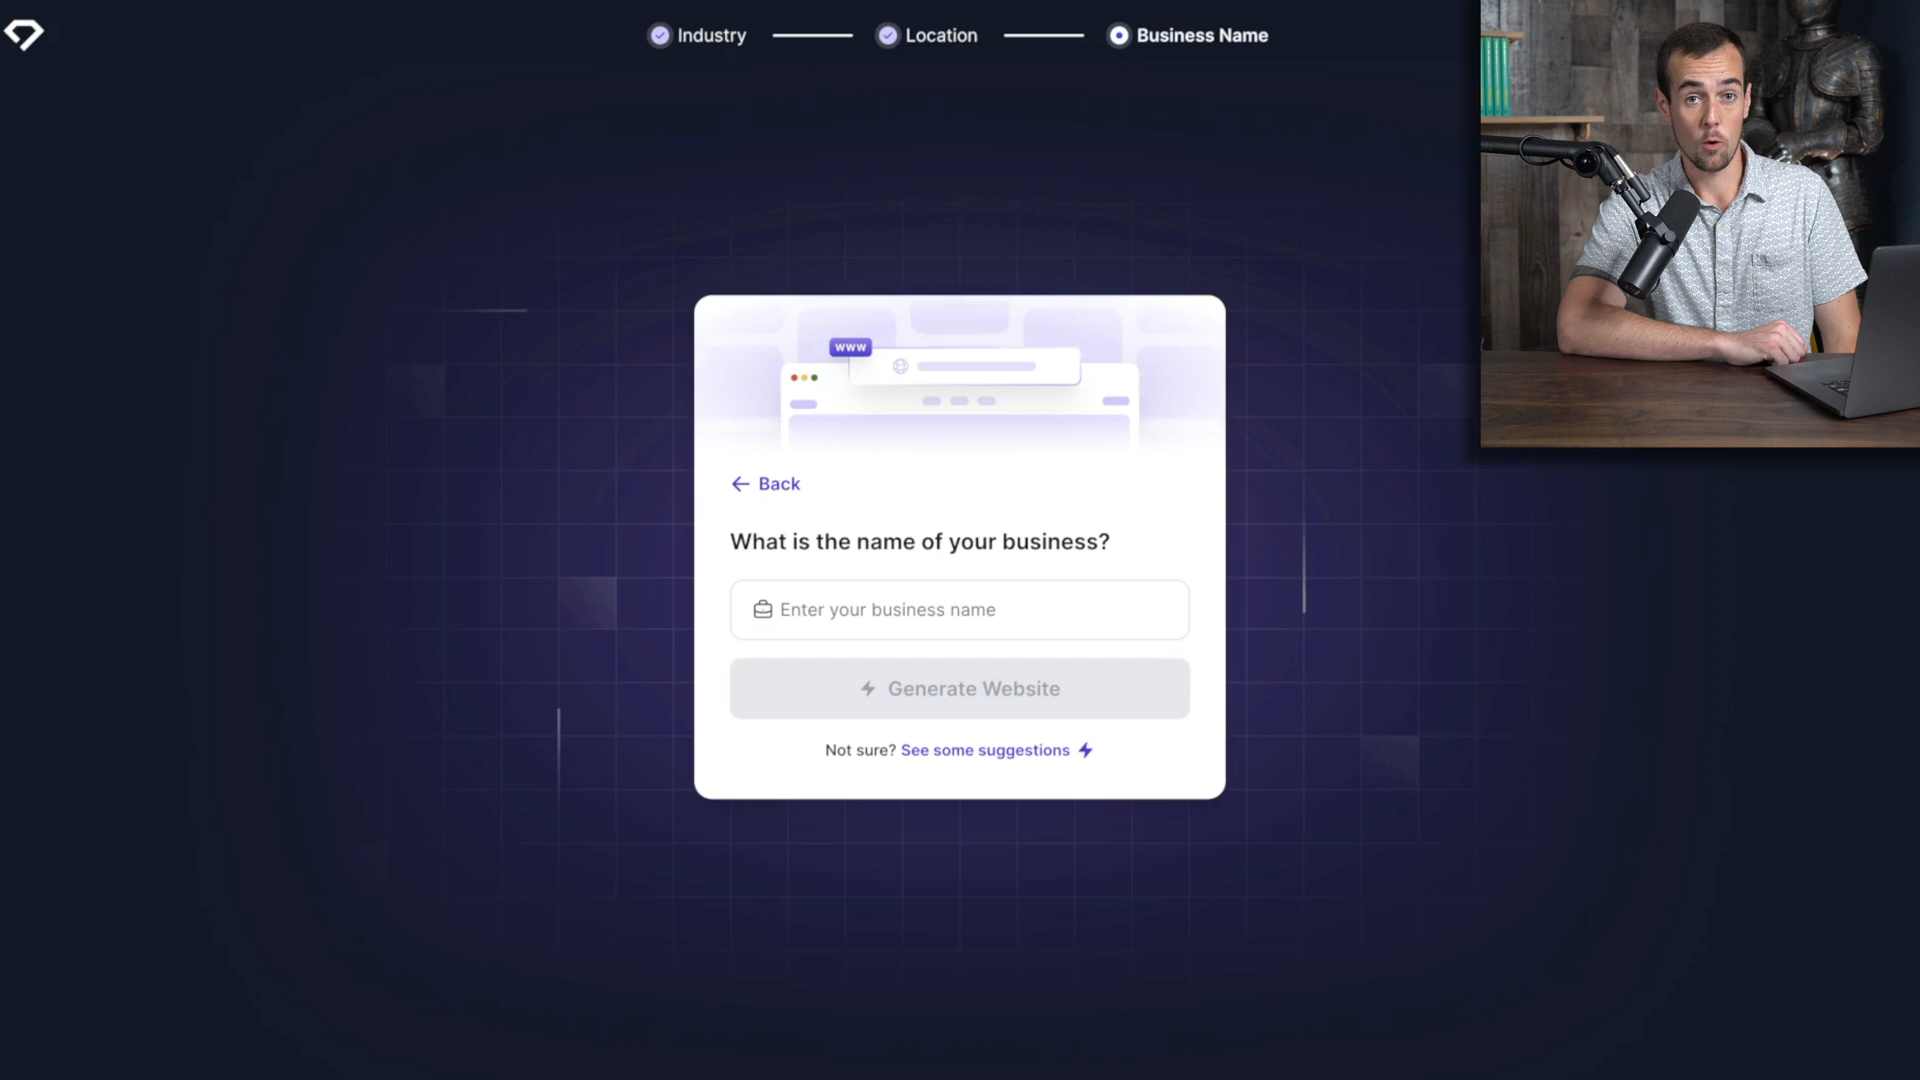 Industry
Location
Business Name
www
Back
What is the name of your business?
Enter your business name
Generate Website
Not sure? See some suggestions